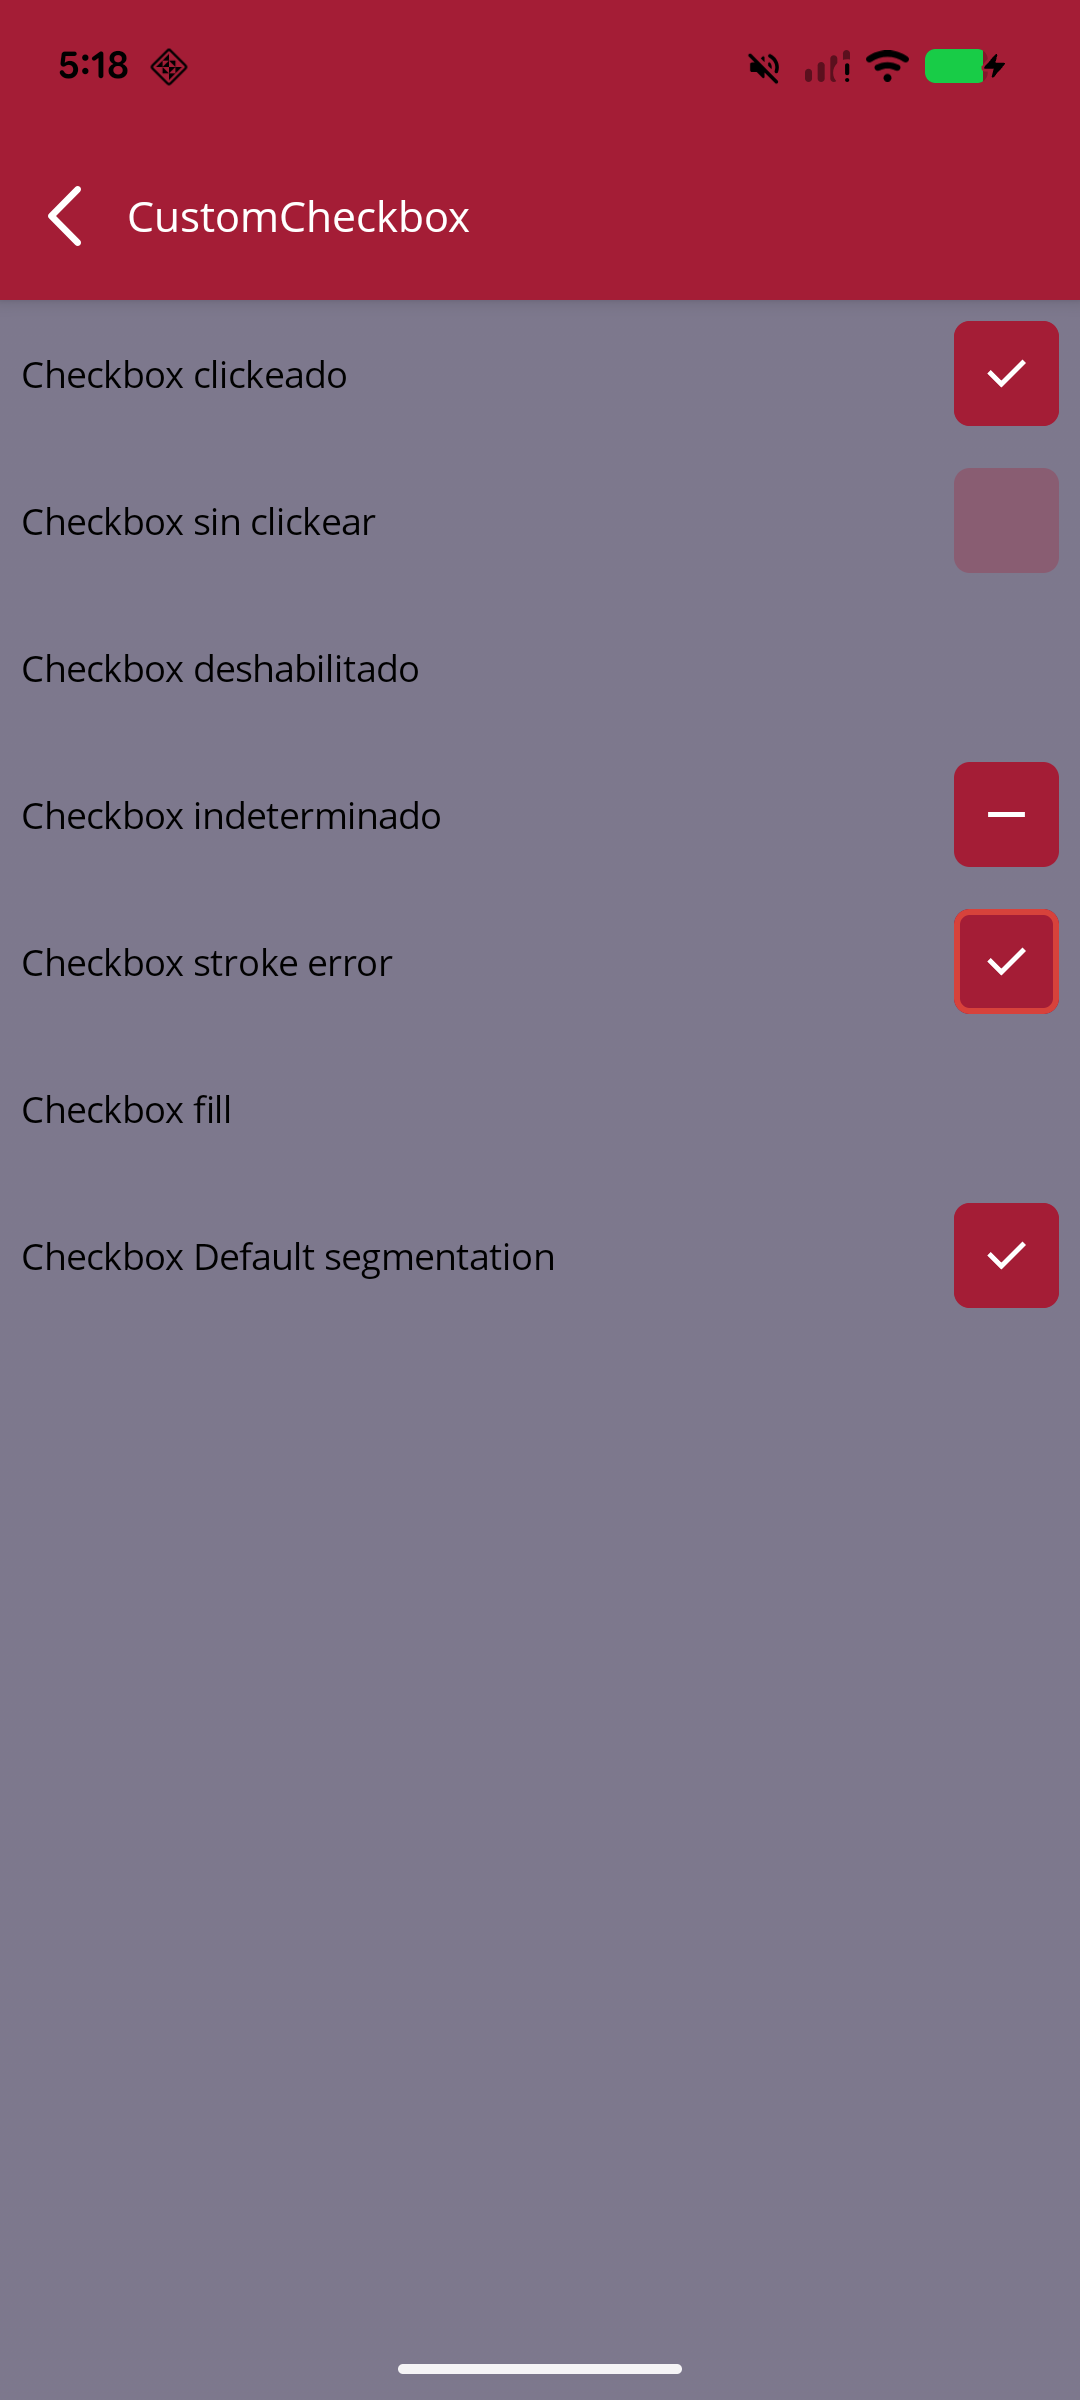 5:18
CustomCheckbox
Checkbox clickeado
Checkbox sin clickear
Checkbox deshabilitado
Checkbox indeterminado
Checkbox stroke error
Checkbox fill
Checkbox Default segmentation